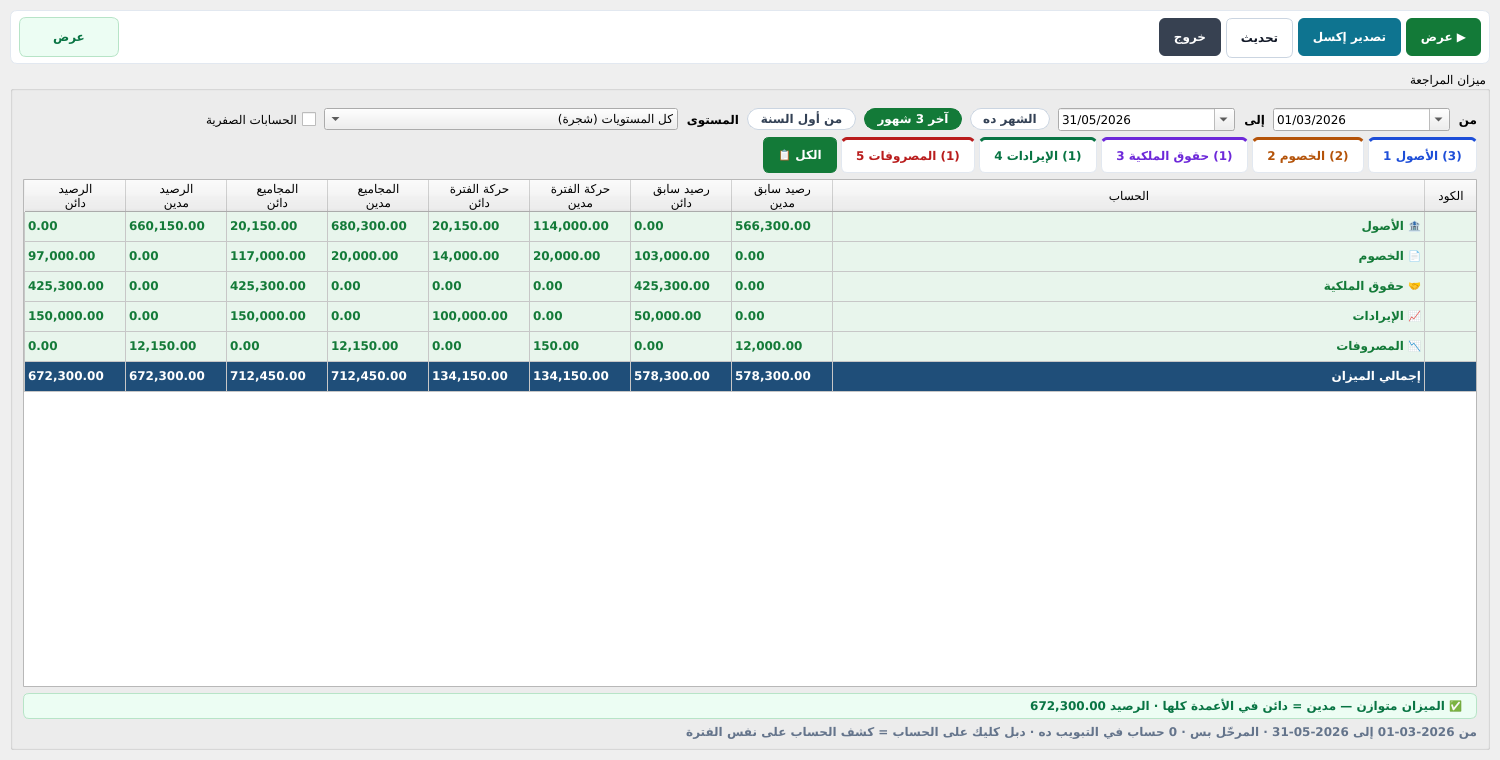 ▶ عرض
تصدير إكسل
تحديث
خروج
عرض
ميزان المراجعة
من 01/03/2026 إلى 31/05/2026 الشهر ده آخر 3 شهور من أول السنة المستوى كل المستويات (شجرة) الحسابات الصفرية
1 الأصول (3)
2 الخصوم (2)
3 حقوق الملكية (1)
4 الإيرادات (1)
5 المصروفات (1)
📋 الكل
الكود الحساب رصيد سابق مدين رصيد سابق دائن حركة الفترة مدين حركة الفترة دائن المجاميع مدين المجاميع دائن الرصيد مدين الرصيد دائن
🏦 الأصول 566,300.00 0.00 114,000.00 20,150.00 680,300.00 20,150.00 660,150.00 0.00
📄 الخصوم 0.00 103,000.00 20,000.00 14,000.00 20,000.00 117,000.00 0.00 97,000.00
🤝 حقوق الملكية 0.00 425,300.00 0.00 0.00 0.00 425,300.00 0.00 425,300.00
📈 الإيرادات 0.00 50,000.00 0.00 100,000.00 0.00 150,000.00 0.00 150,000.00
📉 المصروفات 12,000.00 0.00 150.00 0.00 12,150.00 0.00 12,150.00 0.00
إجمالي الميزان 578,300.00 578,300.00 134,150.00 134,150.00 712,450.00 712,450.00 672,300.00 672,300.00
✅ الميزان متوازن — مدين = دائن في الأعمدة كلها · الرصيد 672,300.00
من 2026-03-01 إلى 2026-05-31 · المرحّل بس · 0 حساب في التبويب ده · دبل كليك على الحساب = كشف الحساب على نفس الفترة